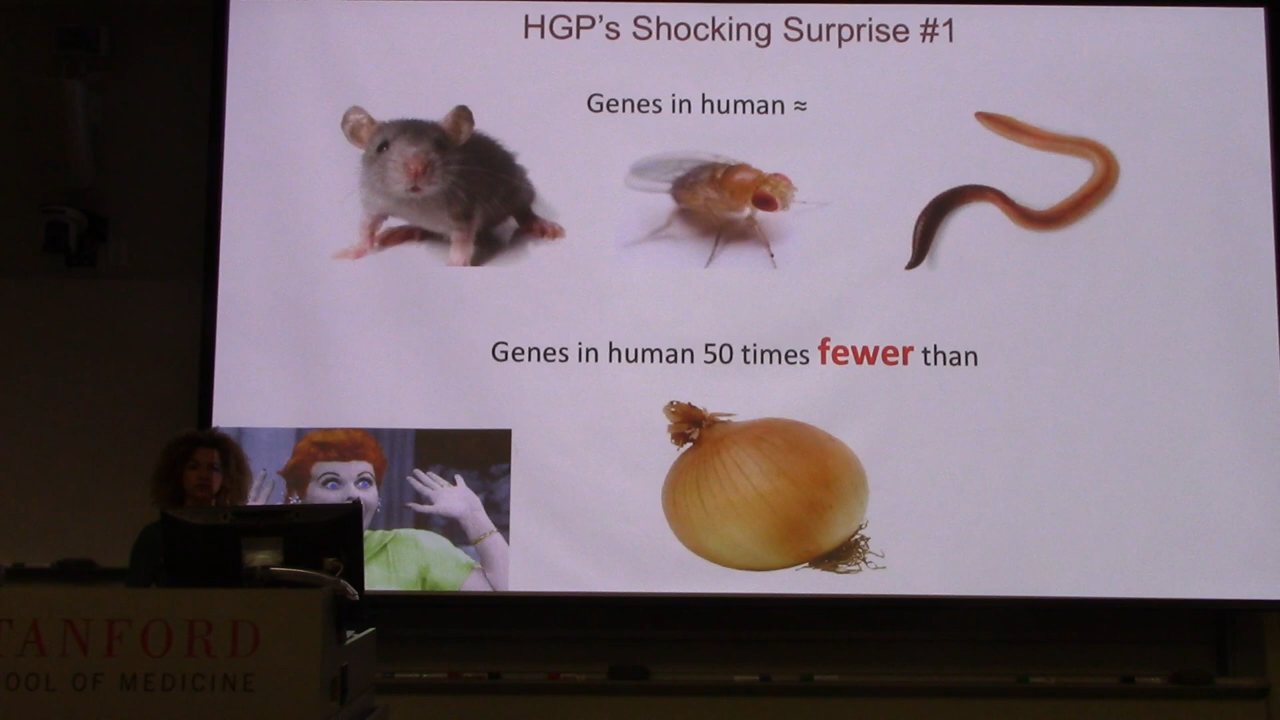 HGP's Shocking Surprise #1
Genes in human ≈
Genes in human 50 times fewer than
TANFORD
OOL OF MEDICINE